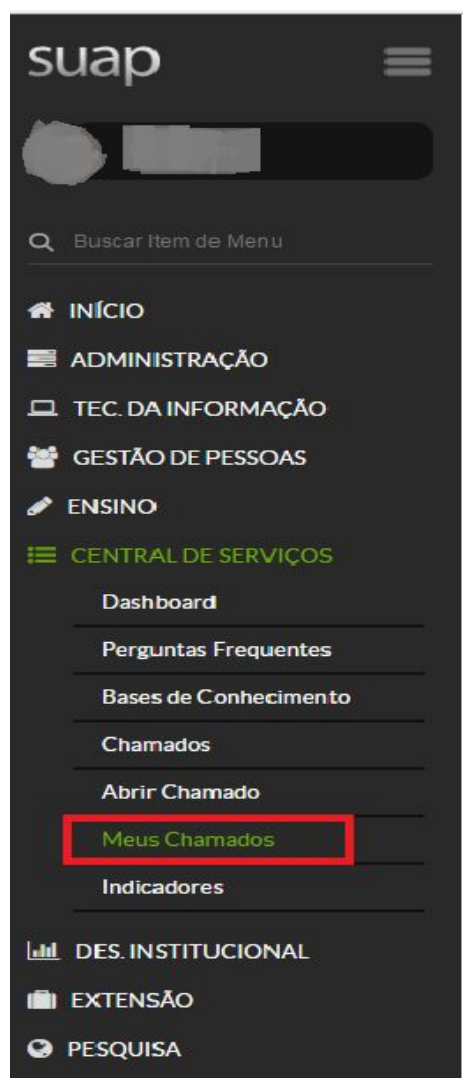 suap
Buscar Item de Menu
INÍCIO
ADMINISTRAÇÃO
TEC. DA INFORMAÇÃO
GESTÃO DE PESSOAS
ENSINO
CENTRAL DE SERVIÇOS
Dashboard
Perguntas Frequentes
Bases de Conhecimento
Chamados
Abrir Chamado
Meus Chamados
Indicadores
DES. INSTITUCIONAL
EXTENSÃO
PESQUISA